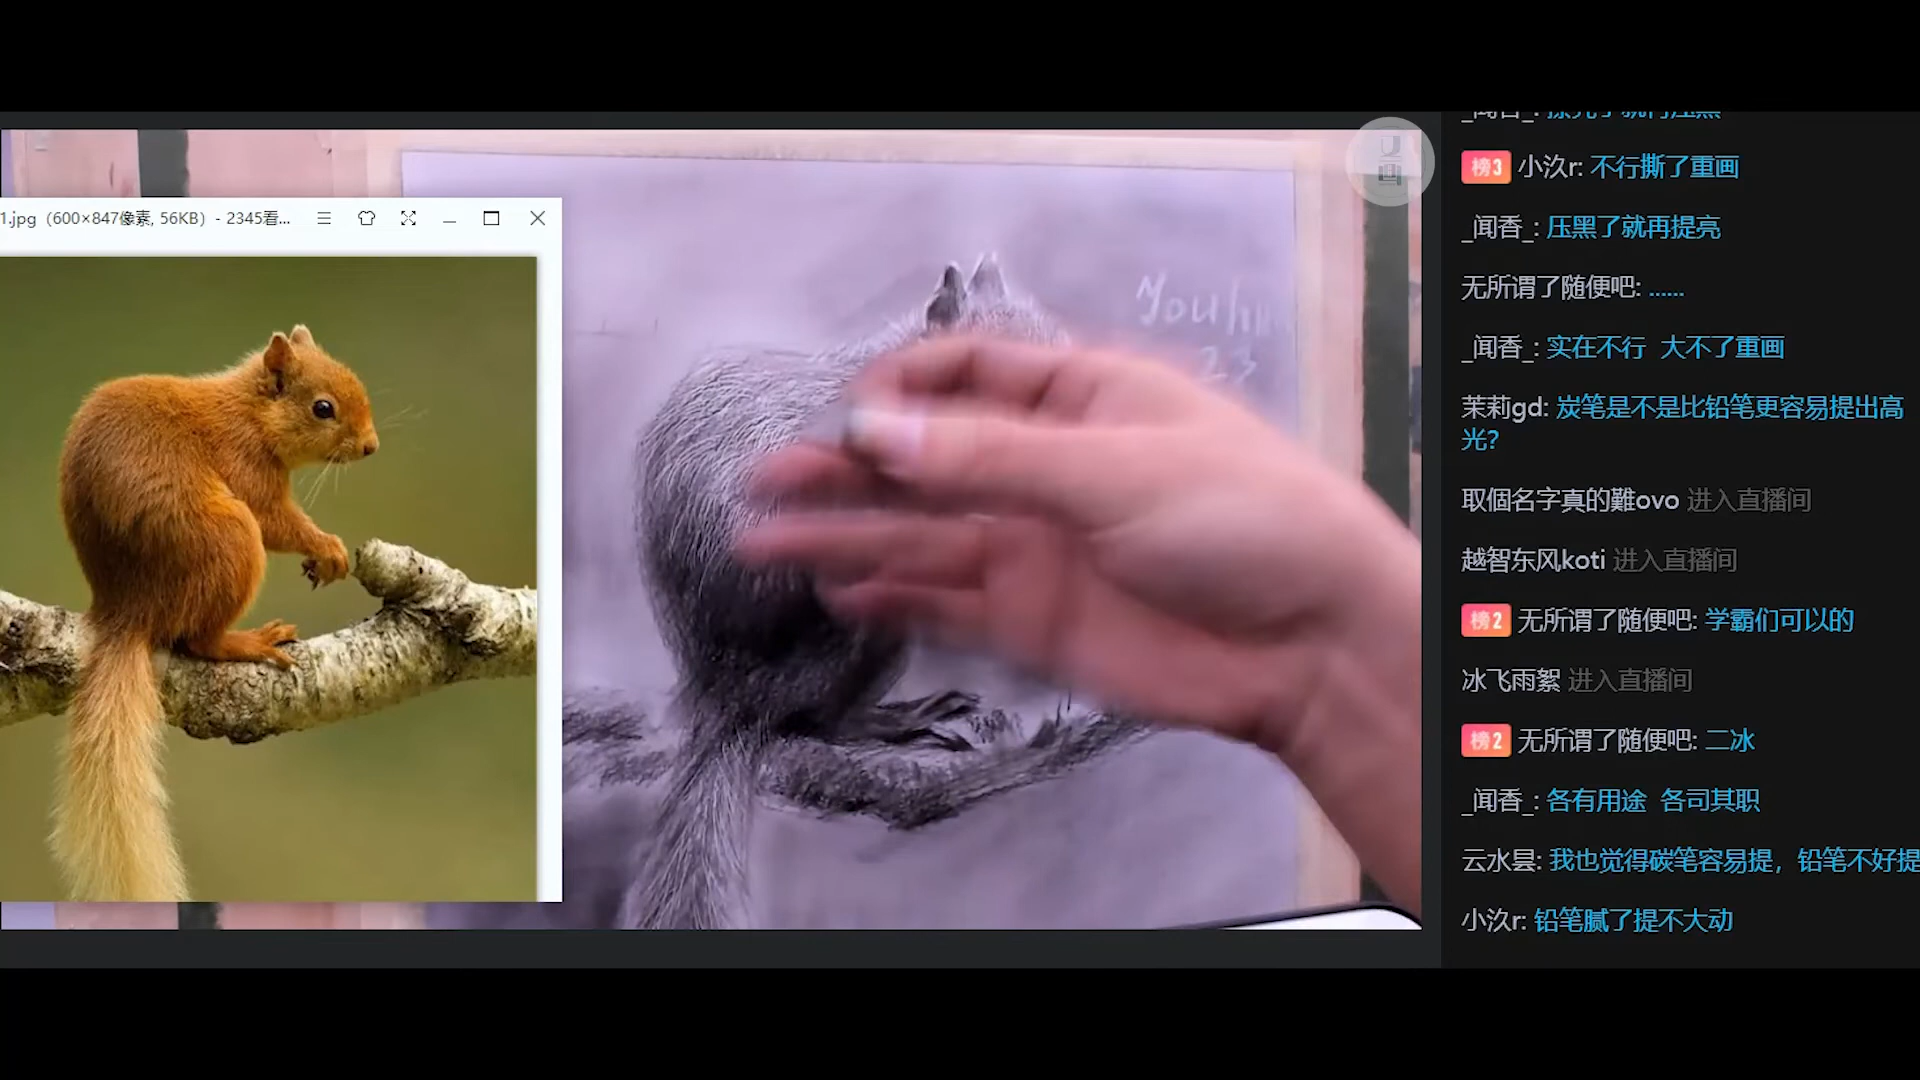 1.jpg（600×847像素, 56KB）- 2345看...
Youhu
23
榜3 小汣r: 不行撕了重画
_闻香_: 压黑了就再提亮
无所谓了随便吧: ......
_闻香_: 实在不行 大不了重画
茉莉gd: 炭笔是不是比铅笔更容易提出高
光?
取個名字真的難ovo 进入直播间
越智东风koti 进入直播间
榜2 无所谓了随便吧: 学霸们可以的
冰飞雨絮 进入直播间
榜2 无所谓了随便吧: 二冰
_闻香_: 各有用途 各司其职
云水昙: 我也觉得碳笔容易提，铅笔不好提
小汣r: 铅笔腻了提不大动